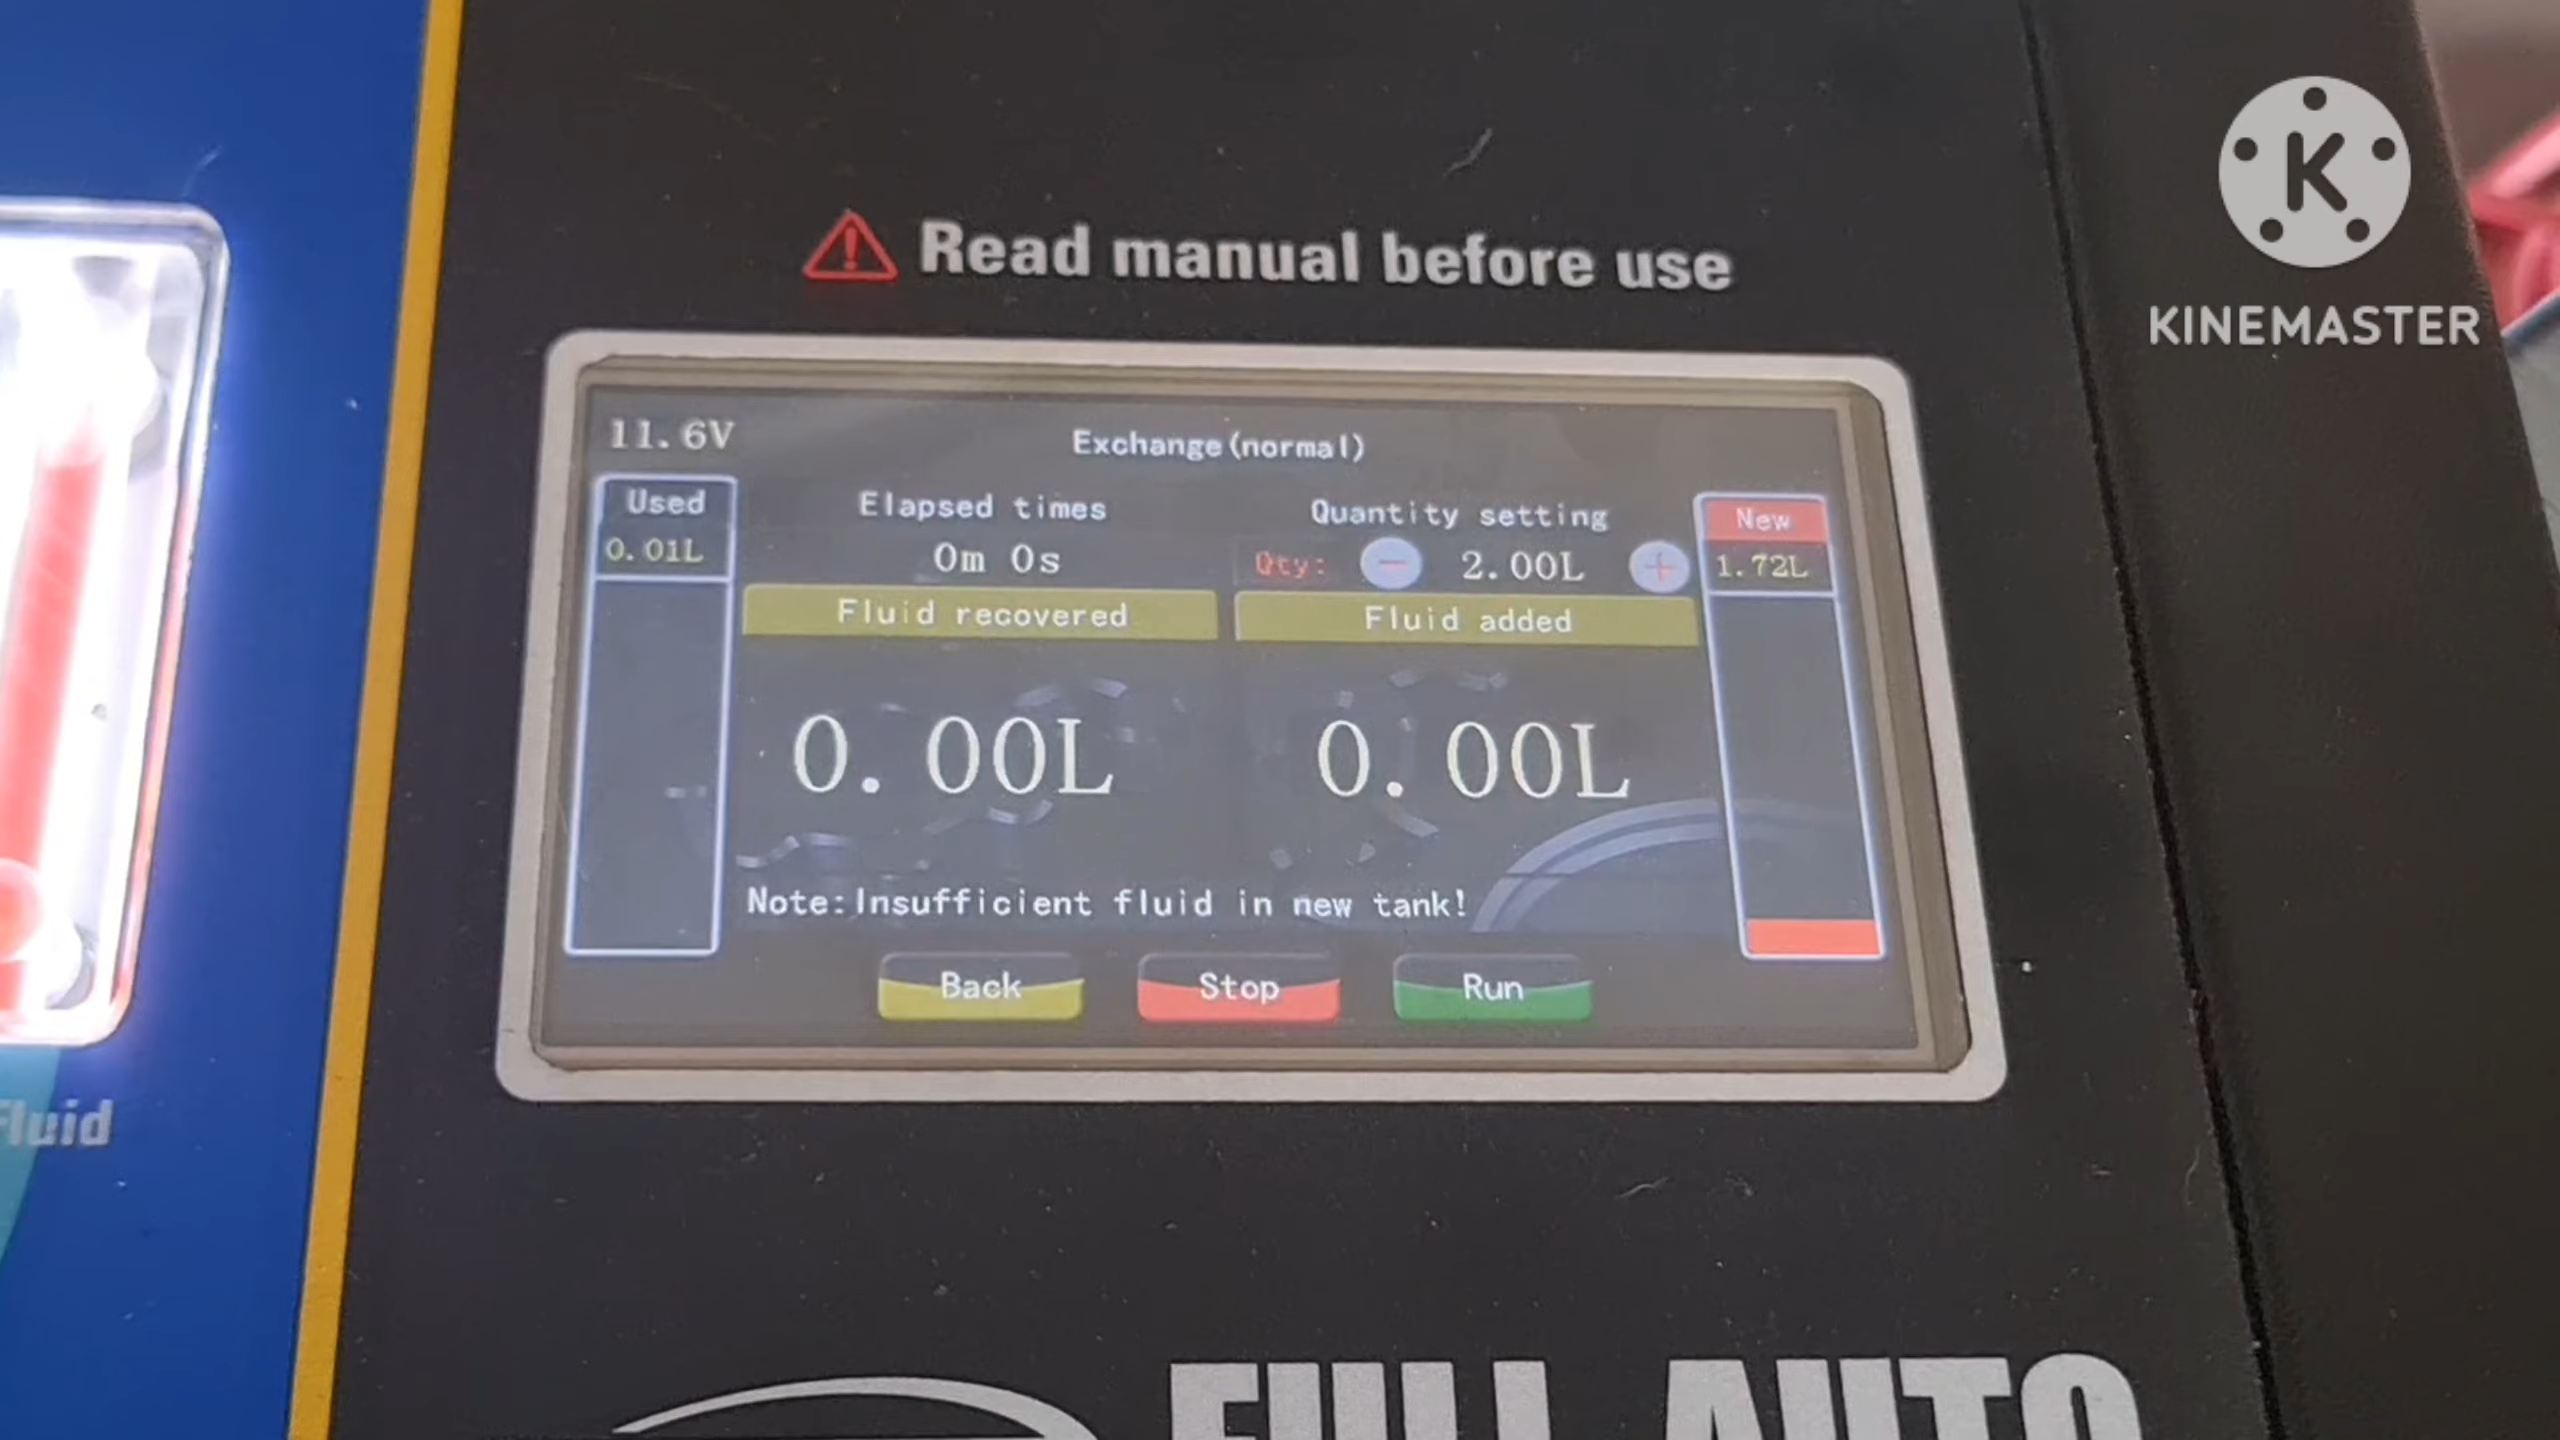 K
KINEMASTER
Read manual before use
11.6V
Exchange(normal)
Used
0.01L
Elapsed times
0m 0s
Quantity setting
Qty: - 2.00L +
New
1.72L
Fluid recovered
Fluid added
0.00L
0.00L
Note:Insufficient fluid in new tank!
Back
Stop
Run
Fluid
FULL AUTO